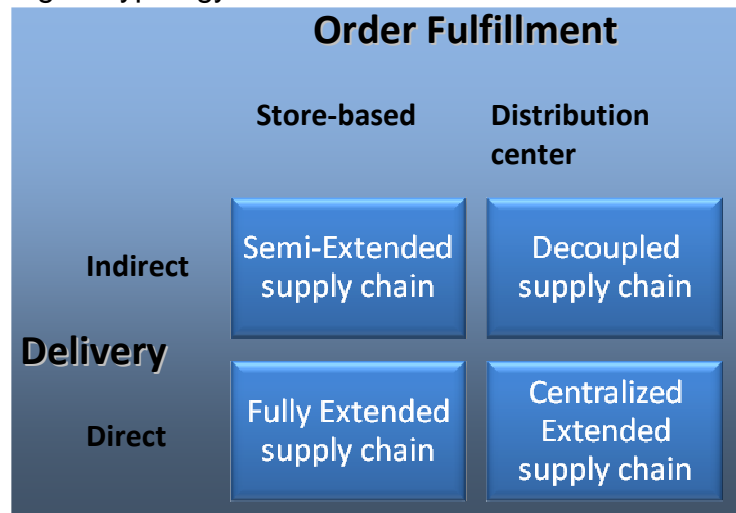 Order Fulfillment
Store-based
Distribution
center
Indirect
Semi-Extended
supply chain
Decoupled
supply chain
Delivery
Direct
Fully Extended
supply chain
Centralized
Extended
supply chain